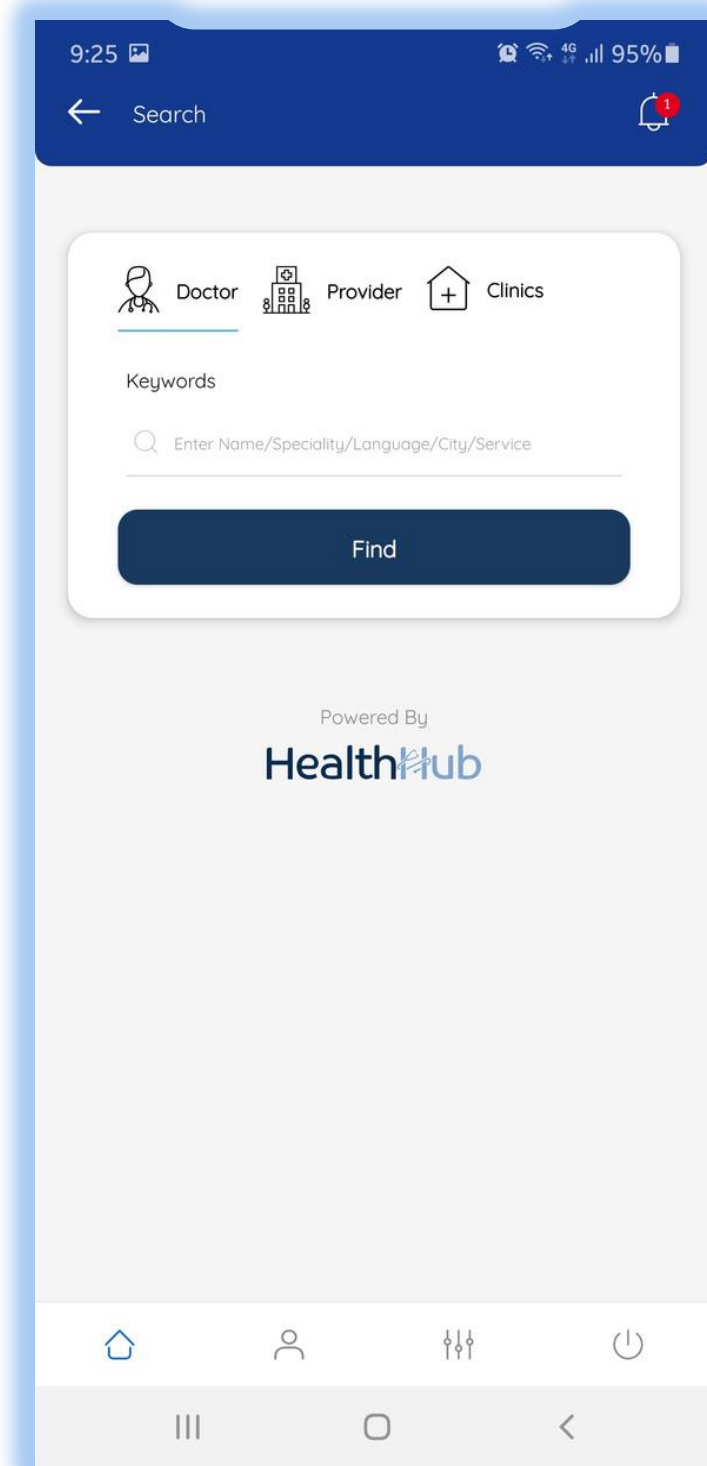 9:25 4G 95%
Search 1
Doctor Provider Clinics
Keywords
Enter Name/Speciality/Language/City/Service
Find
Powered By
HealthHub